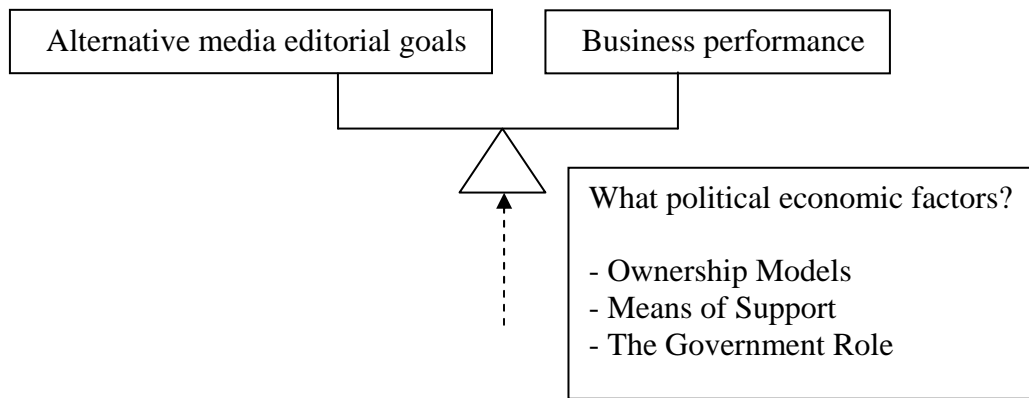 Alternative media editorial goals
Business performance
What political economic factors?
- Ownership Models
- Means of Support
- The Government Role